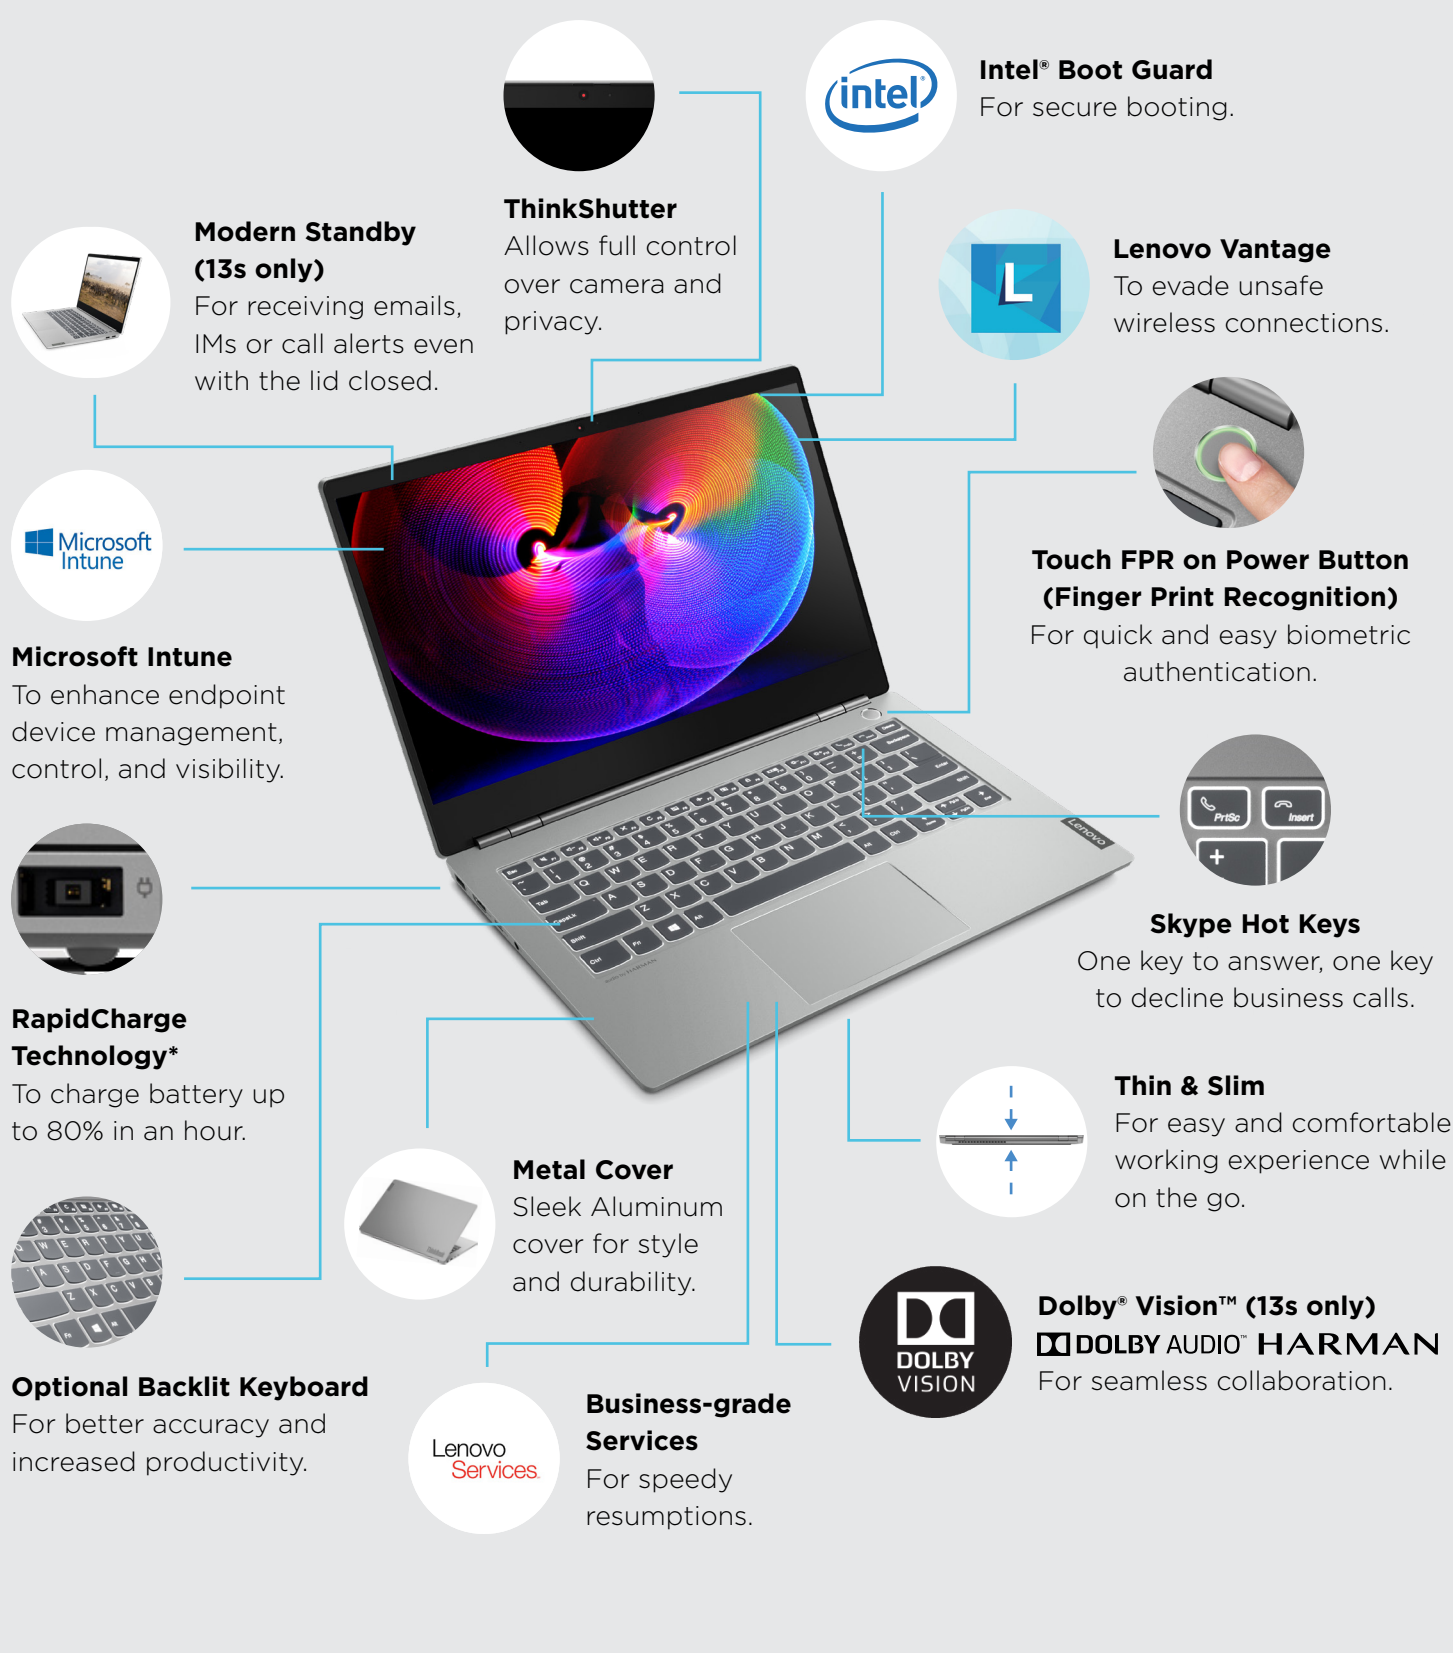 intel®
Intel® Boot Guard
For secure booting.
ThinkShutter
Allows full control
over camera and
privacy.
Modern Standby
(13s only)
For receiving emails,
IMs or call alerts even
with the lid closed.
L
Lenovo Vantage
To evade unsafe
wireless connections.
Microsoft
Intune
Microsoft Intune
To enhance endpoint
device management,
control, and visibility.
Touch FPR on Power Button
(Finger Print Recognition)
For quick and easy biometric
authentication.
PrtSc
Insert
+
Skype Hot Keys
One key to answer, one key
to decline business calls.
Lenovo
RapidCharge
Technology*
To charge battery up
to 80% in an hour.
Thin & Slim
For easy and comfortable
working experience while
on the go.
Metal Cover
Sleek Aluminum
cover for style
and durability.
DOLBY
VISION
Dolby® Vision™ (13s only)
DOLBY AUDIO™ HARMAN
For seamless collaboration.
Optional Backlit Keyboard
For better accuracy and
increased productivity.
Lenovo
Services
Business-grade
Services
For speedy
resumptions.